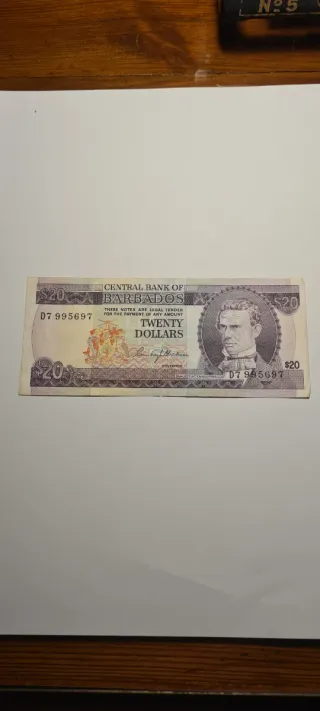 Nº5
$20
CENTRAL BANK OF
BARBADOS
$20
D7 995697
THESE NOTES ARE LEGAL TENDER
FOR THE PAYMENT OF ANY AMOUNT
TWENTY
DOLLARS
$20
$20
D7 995697